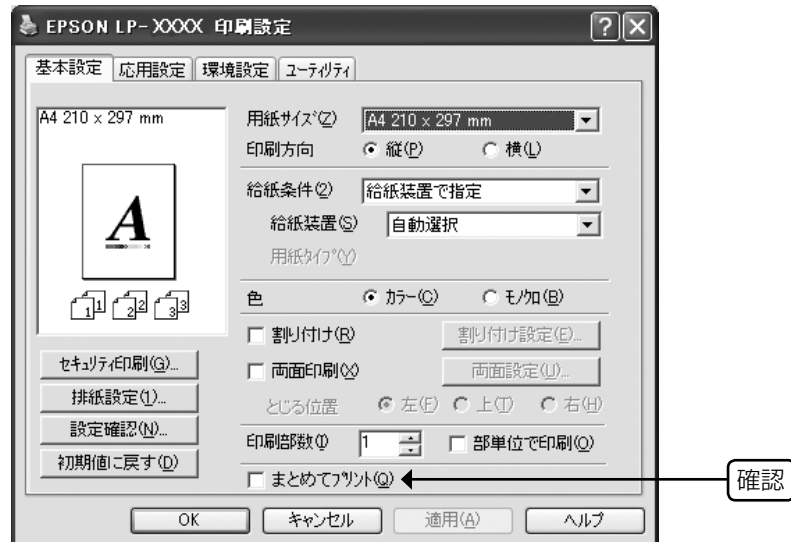 EPSON LP-XXXX 印刷設定
基本設定 応用設定 環境設定 ユーティリティ
A4 210 x 297 mm
A
1 1 2 2 3 3
セキュリティ印刷(G)...
排紙設定(1)...
設定確認(N)...
初期値に戻す(D)
用紙サイズ(Z) A4 210 x 297 mm
印刷方向 縦(P) 横(L)
給紙条件(2) 給紙装置で指定
給紙装置(S) 自動選択
用紙タイプ(Y)
色 カラー(C) モノクロ(B)
割り付け(R) 割り付け設定(E)...
両面印刷(X) 両面設定(U)...
とじる位置 左(F) 上(T) 右(H)
印刷部数(I) 1 部単位で印刷(O)
まとめてプリント(Q) 確認
OK キャンセル 適用(A) ヘルプ